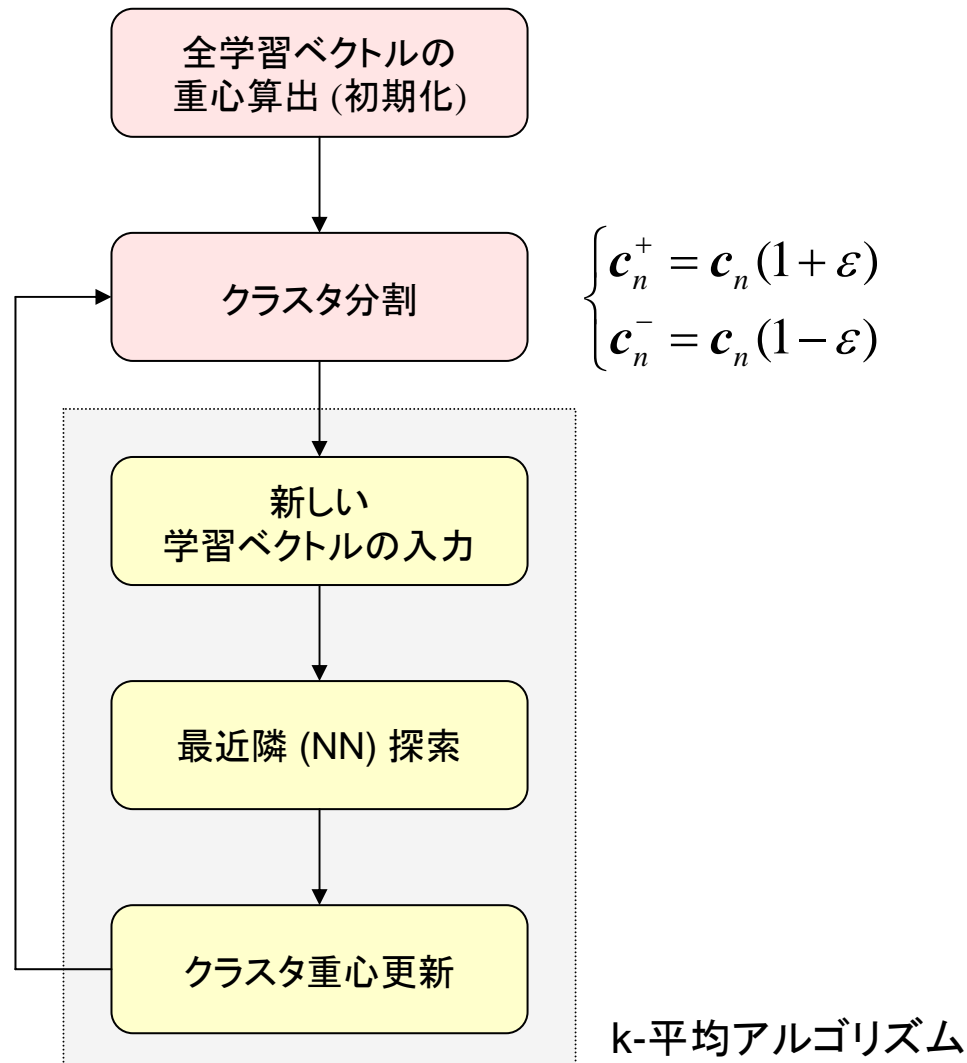 全学習ベクトルの
重心算出 (初期化)
クラスタ分割
c_n^+ = c_n(1+ε)
c_n^- = c_n(1−ε)
新しい
学習ベクトルの入力
最近隣 (NN) 探索
クラスタ重心更新
k-平均アルゴリズム